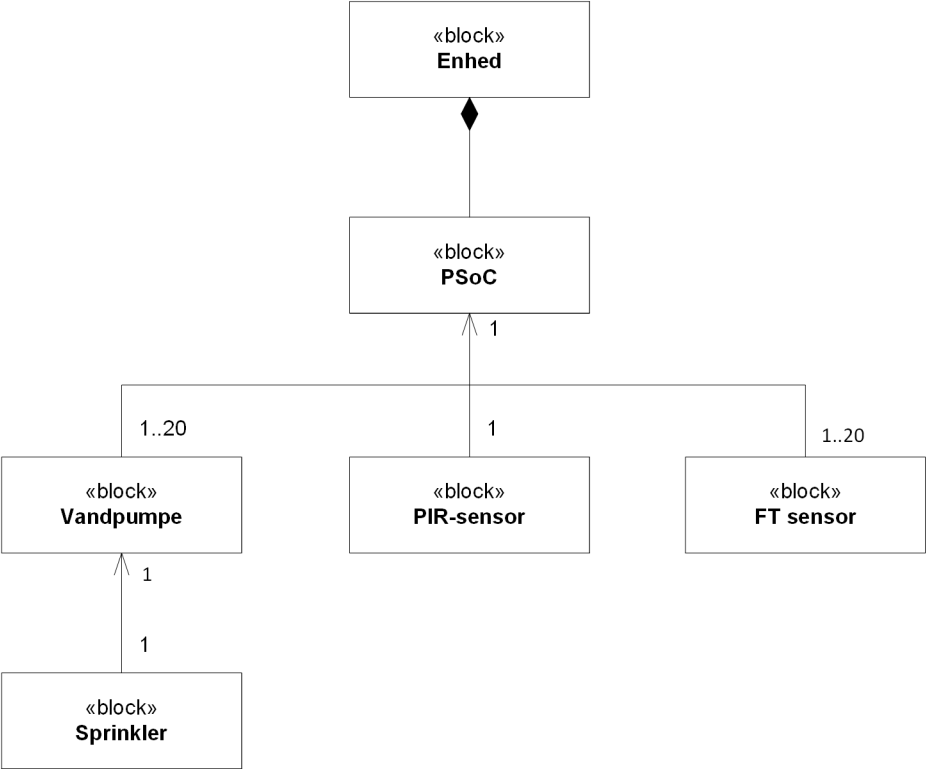 «block»
Enhed
«block»
PSoC
1
1..20
1
1..20
«block»
Vandpumpe
«block»
PIR-sensor
«block»
FT sensor
1
1
«block»
Sprinkler